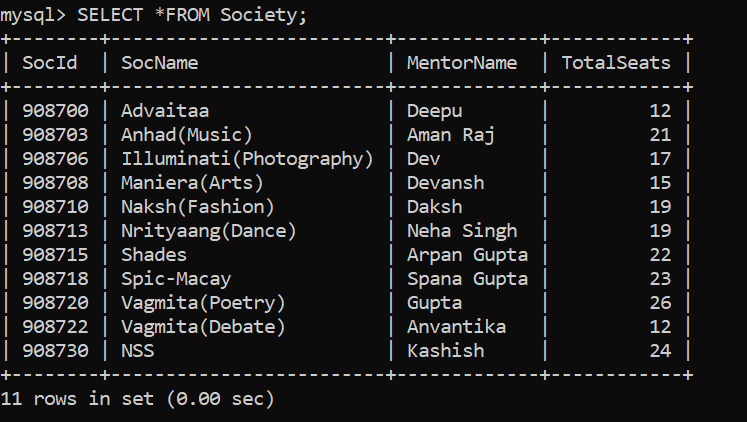 mysql> SELECT *FROM Society;
+--------+------------------------+-------------+------------+
| SocId  | SocName                | MentorName  | TotalSeats |
+--------+------------------------+-------------+------------+
| 908700 | Advaitaa               | Deepu       |         12 |
| 908703 | Anhad(Music)           | Aman Raj    |         21 |
| 908706 | Illuminati(Photography) | Dev         |         17 |
| 908708 | Maniera(Arts)          | Devansh     |         15 |
| 908710 | Naksh(Fashion)         | Daksh       |         19 |
| 908713 | Nrityaang(Dance)       | Neha Singh  |         19 |
| 908715 | Shades                 | Arpan Gupta |         22 |
| 908718 | Spic-Macay             | Spana Gupta |         23 |
| 908720 | Vagmita(Poetry)        | Gupta       |         26 |
| 908722 | Vagmita(Debate)        | Anvantika   |         12 |
| 908730 | NSS                    | Kashish     |         24 |
+--------+------------------------+-------------+------------+
11 rows in set (0.00 sec)